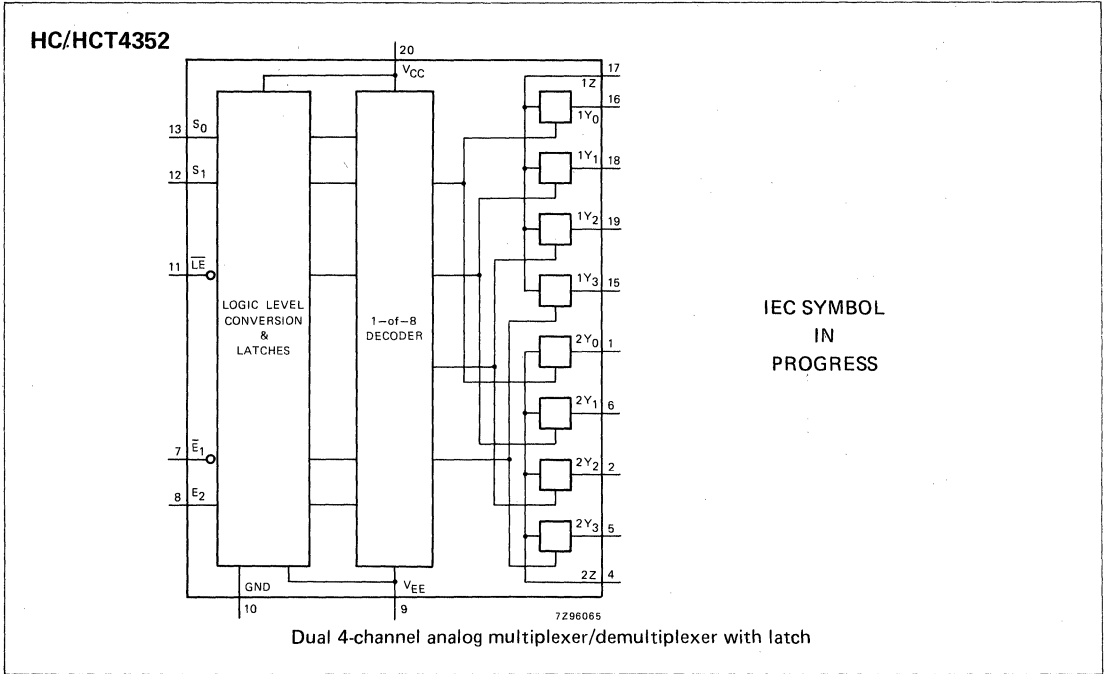 HC/HCT4352
20
VCC
17
1Z
16
1Y0
13 S0
1Y1 18
12 S1
1Y2 19
11 LE
1Y3 15
LOGIC LEVEL
CONVERSION
&
LATCHES
1-of-8
DECODER
2Y0 1
2Y1 6
7 E1
2Y2 2
8 E2
2Y3 5
2Z 4
GND
VEE
10
9
7Z96065
IEC SYMBOL
IN
PROGRESS
Dual 4-channel analog multiplexer/demultiplexer with latch